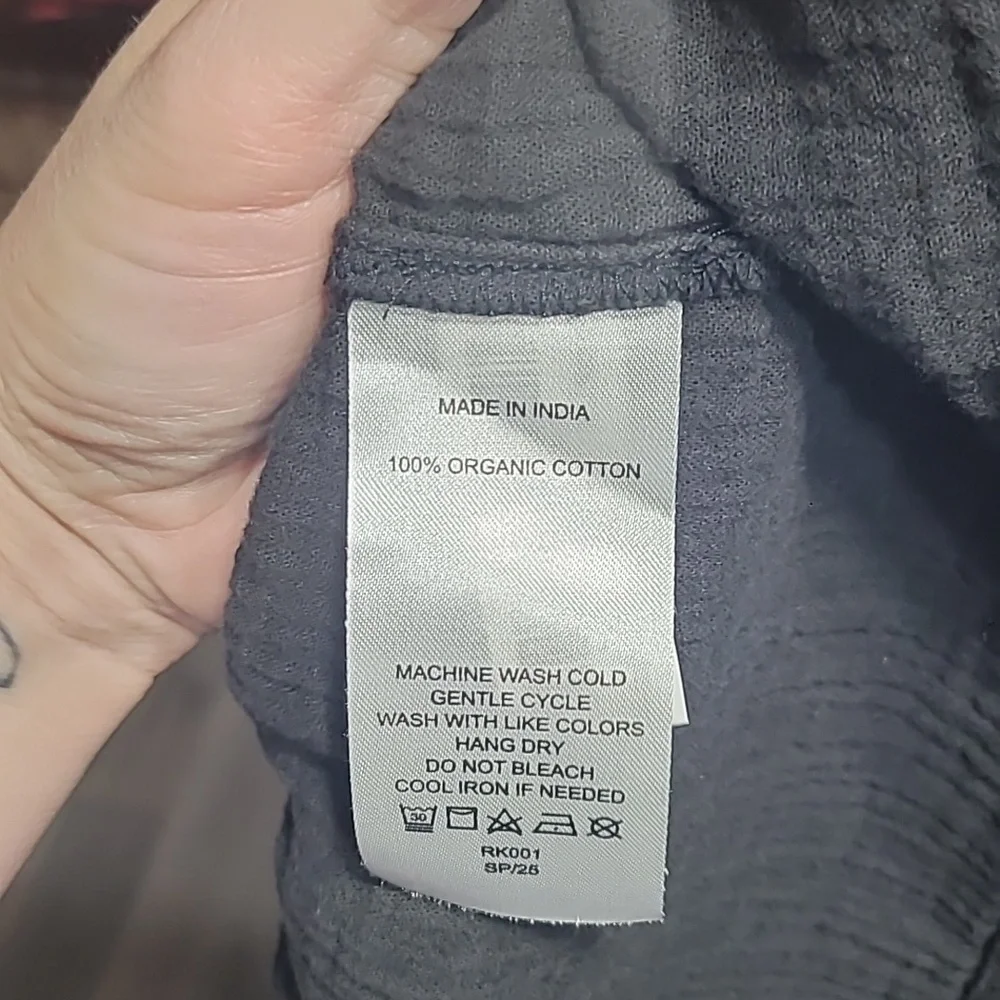 MADE IN INDIA
100% ORGANIC COTTON
MACHINE WASH COLD
GENTLE CYCLE
WASH WITH LIKE COLORS
HANG DRY
DO NOT BLEACH
COOL IRON IF NEEDED
30
RK001
SP/25